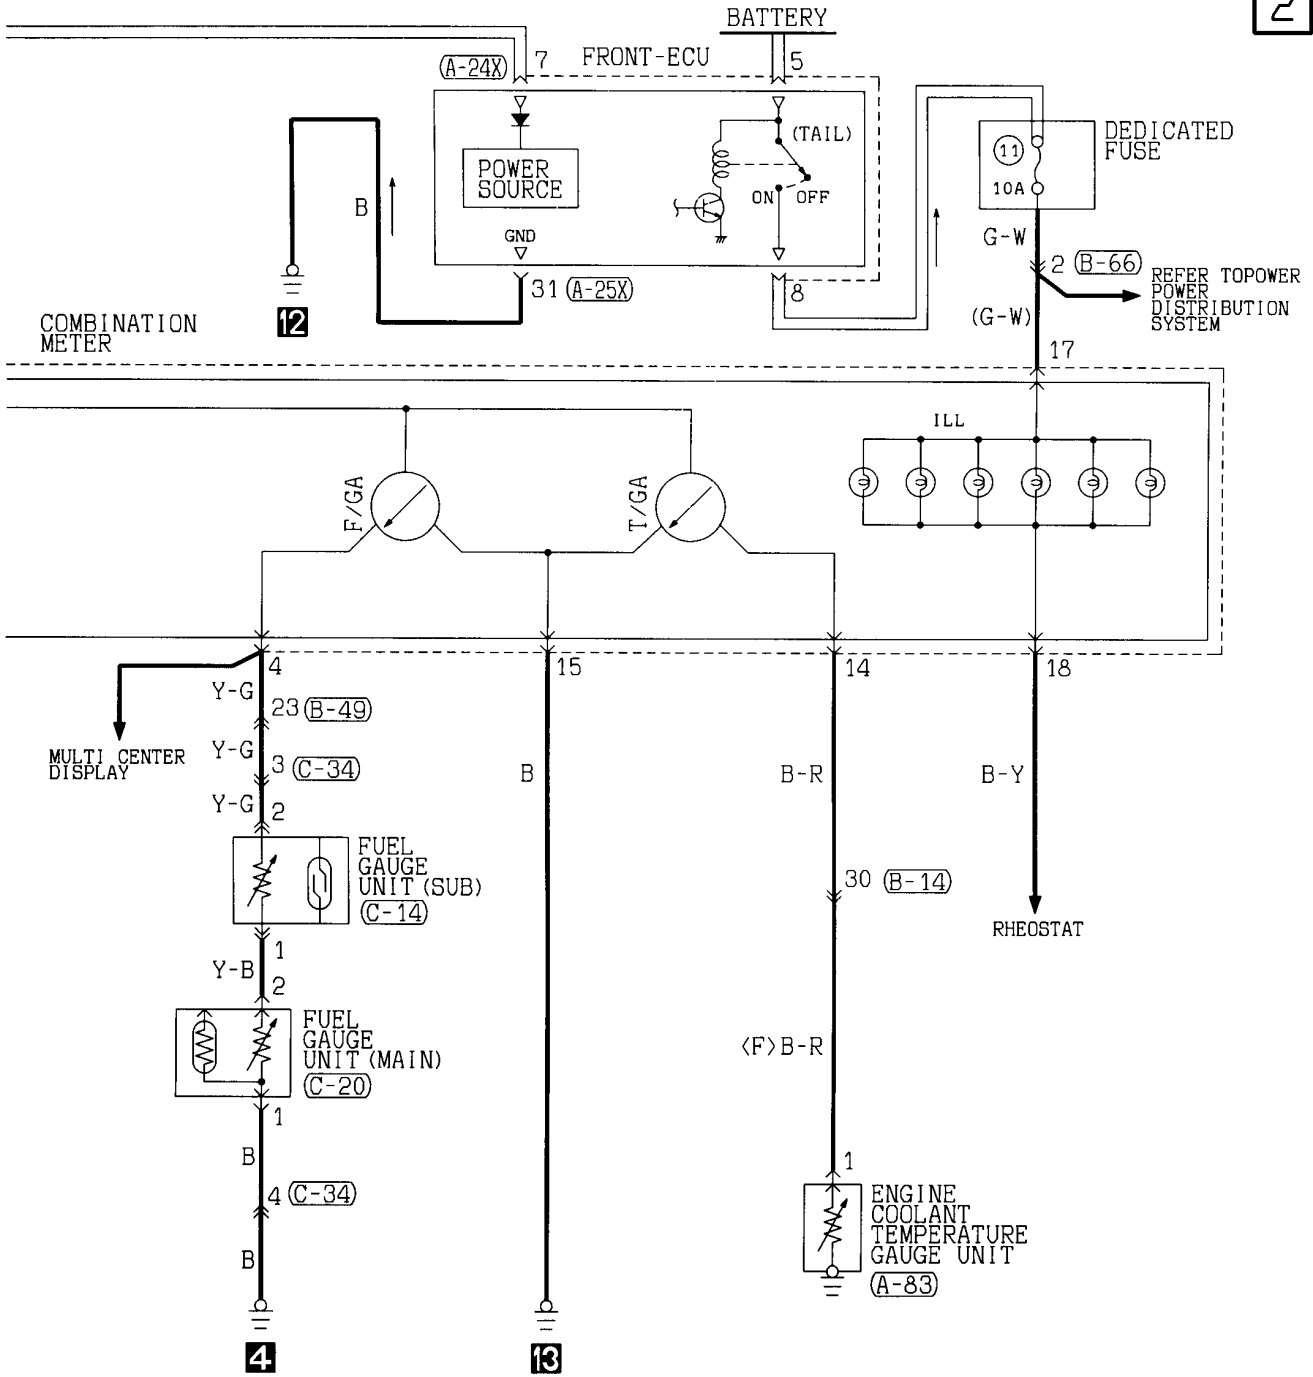 2
BATTERY
7
FRONT-ECU
5
(A-24X)
DEDICATED
FUSE
11
10A
(TAIL)
POWER
SOURCE
ON OFF
GND
B
31 (A-25X)
8
12
G-W
2 (B-66)
REFER TOPOWER
POWER
DISTRIBUTION
SYSTEM
(G-W)
17
COMBINATION
METER
ILL
F/GA
T/GA
4
15
14
18
Y-G
23 (B-49)
MULTI CENTER
DISPLAY
Y-G
3 (C-34)
B
B-R
B-Y
Y-G
2
FUEL
GAUGE
UNIT (SUB)
(C-14)
30 (B-14)
RHEOSTAT
1
Y-B
2
FUEL
GAUGE
UNIT (MAIN)
(C-20)
<F>B-R
1
B
4 (C-34)
B
1
ENGINE
COOLANT
TEMPERATURE
GAUGE UNIT
(A-83)
4
13